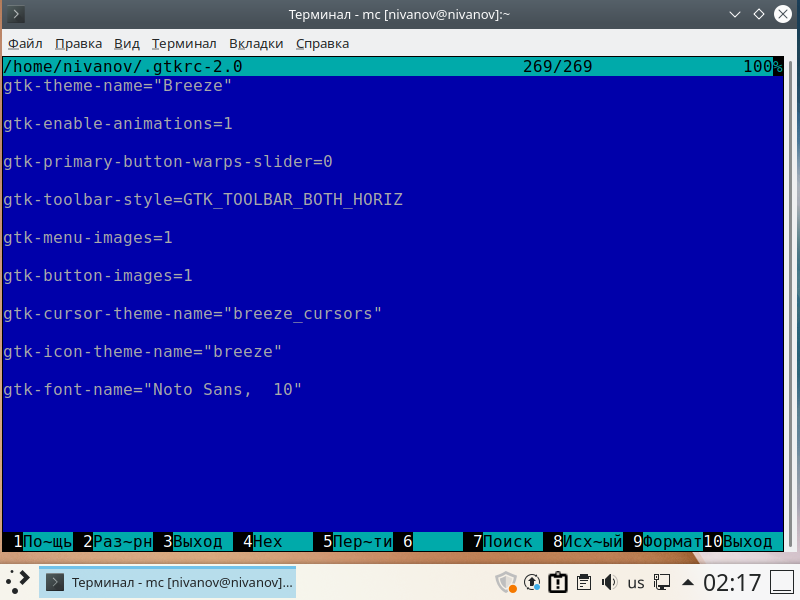 Терминал - mc [nivanov@nivanov]:~
Файл Правка Вид Терминал Вкладки Справка
/home/nivanov/.gtkrc-2.0 269/269 100%
gtk-theme-name="Breeze"
gtk-enable-animations=1
gtk-primary-button-warps-slider=0
gtk-toolbar-style=GTK_TOOLBAR_BOTH_HORIZ
gtk-menu-images=1
gtk-button-images=1
gtk-cursor-theme-name="breeze_cursors"
gtk-icon-theme-name="breeze"
gtk-font-name="Noto Sans,  10"
1По~щь 2Раз~рн 3Выход 4Hex 5Пер~ти 6 7Поиск 8Исх~ый 9Формат 10Выход
Терминал - mc [nivanov@nivanov]... us 02:17